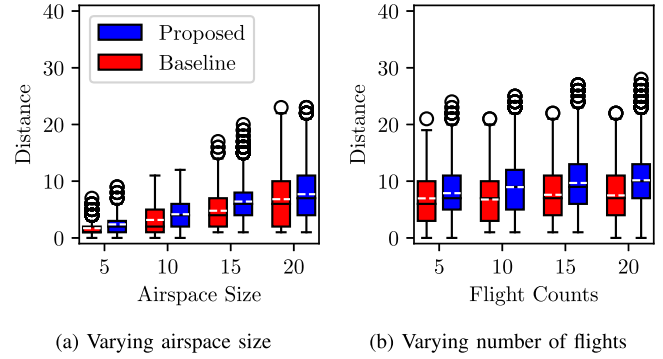 40
30
20
10
0
Distance
Proposed
Baseline
5
10
15
20
Airspace Size
(a) Varying airspace size
40
30
20
10
0
Distance
5
10
15
20
Flight Counts
(b) Varying number of flights